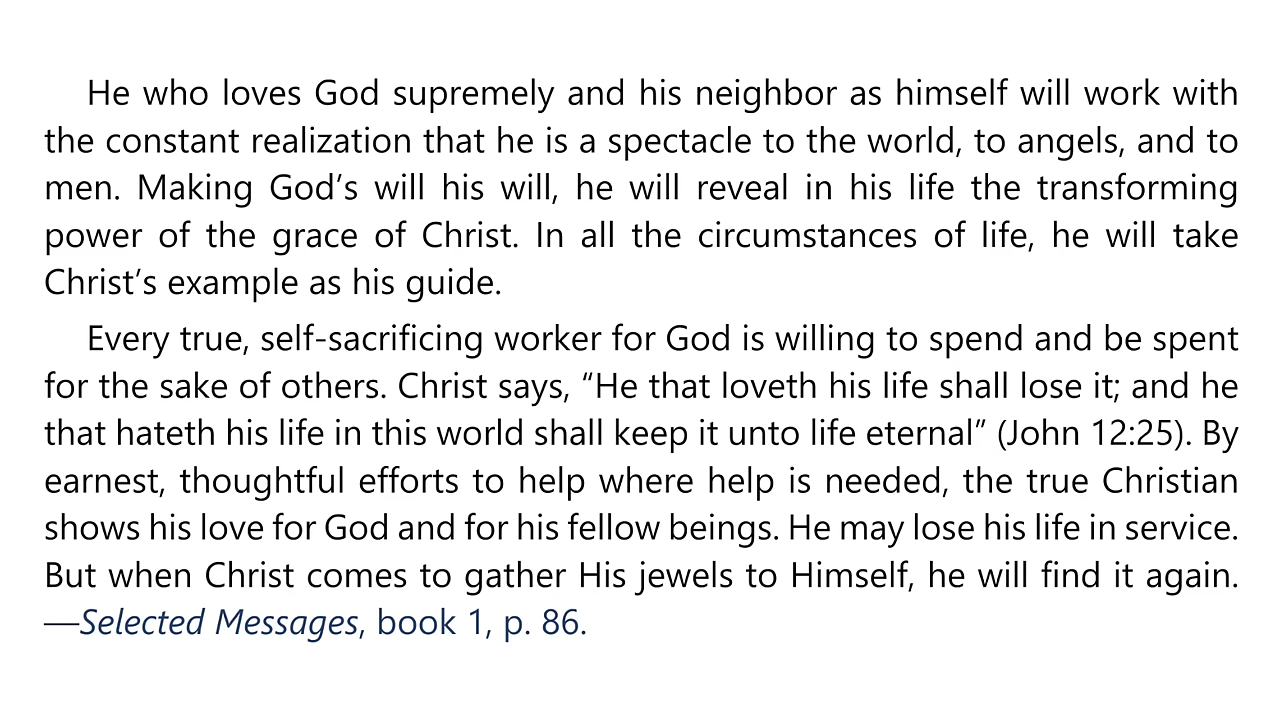 He who loves God supremely and his neighbor as himself will work with
the constant realization that he is a spectacle to the world, to angels, and to
men. Making God’s will his will, he will reveal in his life the transforming
power of the grace of Christ. In all the circumstances of life, he will take
Christ’s example as his guide.
Every true, self-sacrificing worker for God is willing to spend and be spent
for the sake of others. Christ says, “He that loveth his life shall lose it; and he
that hateth his life in this world shall keep it unto life eternal” (John 12:25). By
earnest, thoughtful efforts to help where help is needed, the true Christian
shows his love for God and for his fellow beings. He may lose his life in service.
But when Christ comes to gather His jewels to Himself, he will find it again.
—Selected Messages, book 1, p. 86.